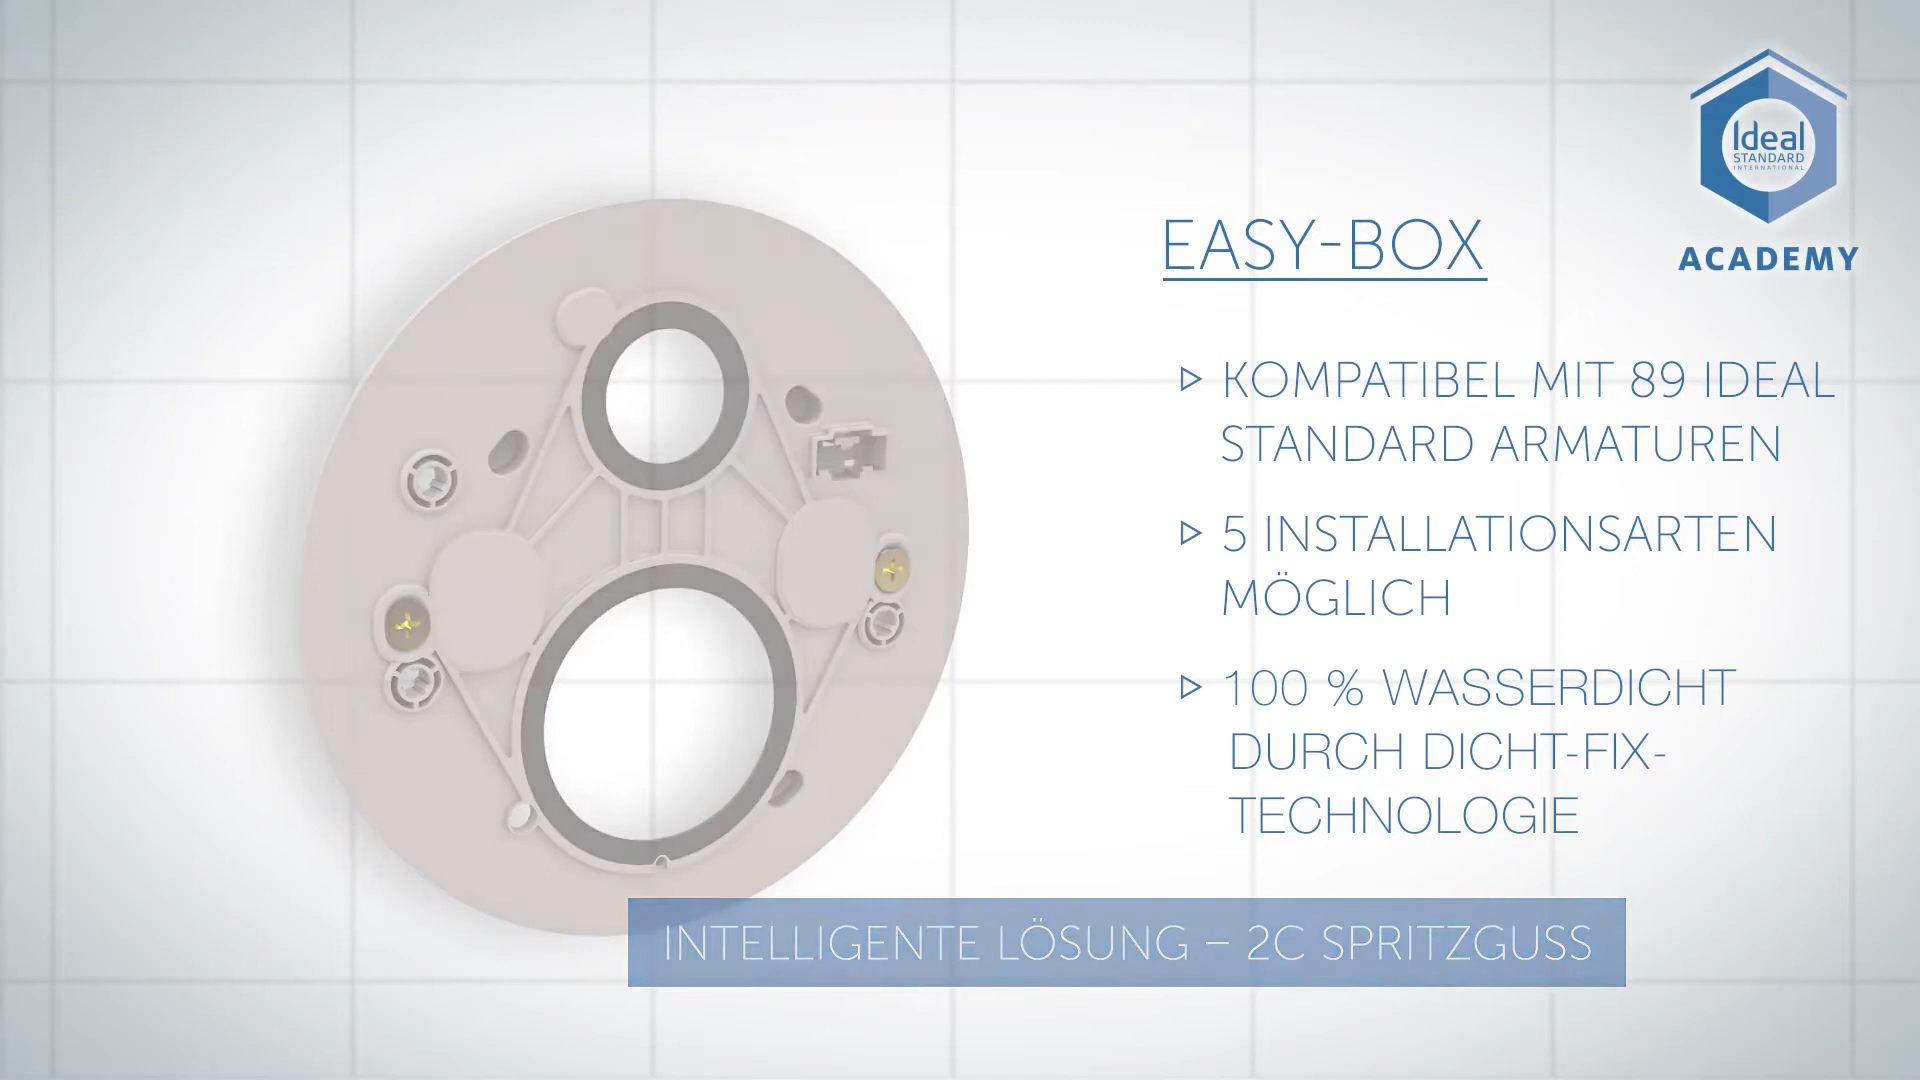 Ideal
STANDARD
INTERNATIONAL
ACADEMY
EASY-BOX
KOMPATIBEL MIT 89 IDEAL
STANDARD ARMATUREN
5 INSTALLATIONSARTEN
MÖGLICH
100 % WASSERDICHT
DURCH DICHT-FIX-
TECHNOLOGIE
INTELLIGENTE LÖSUNG – 2C SPRITZGUSS